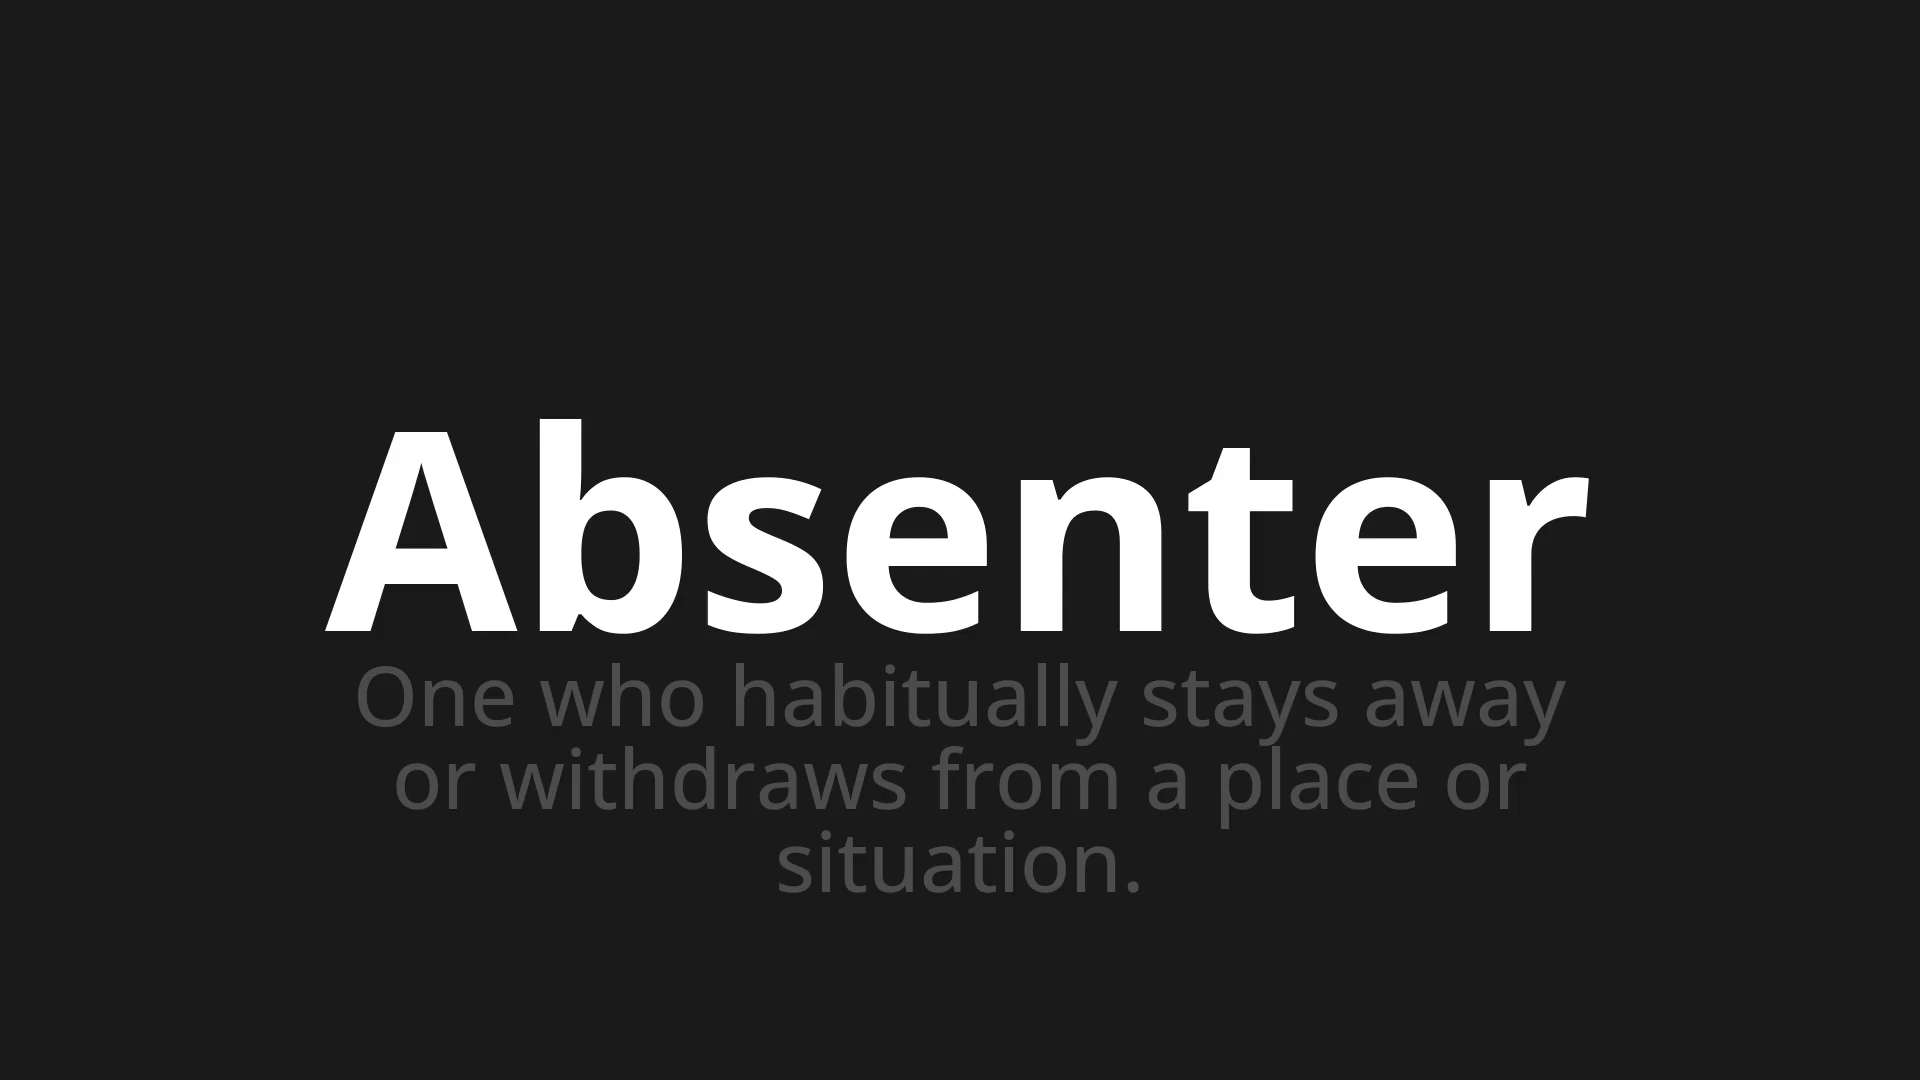 Absenter
One who habitually stays away
or withdraws from a place or
situation.